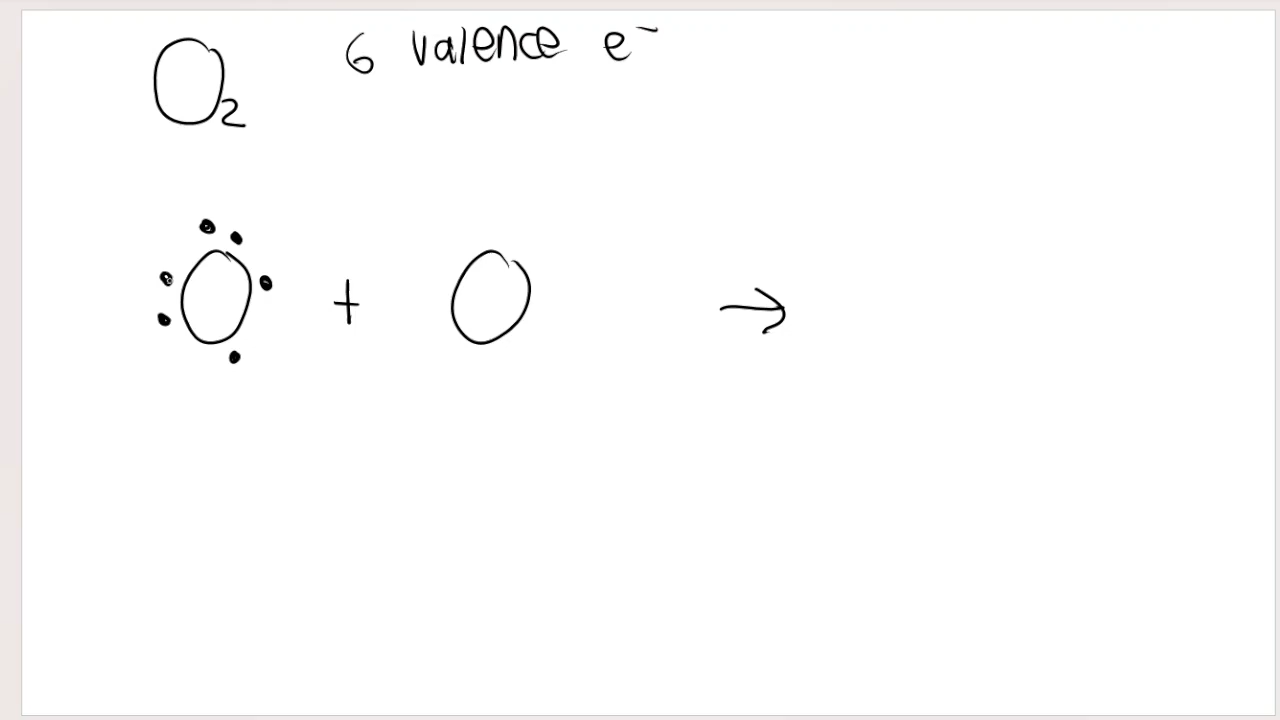 O₂ 6 valence e⁻
O + O →